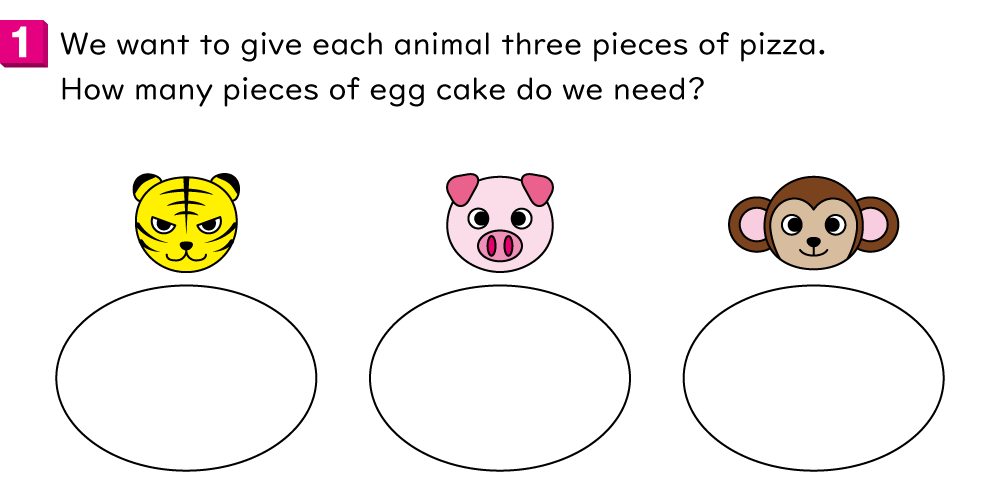 1 We want to give each animal three pieces of pizza.
How many pieces of egg cake do we need?